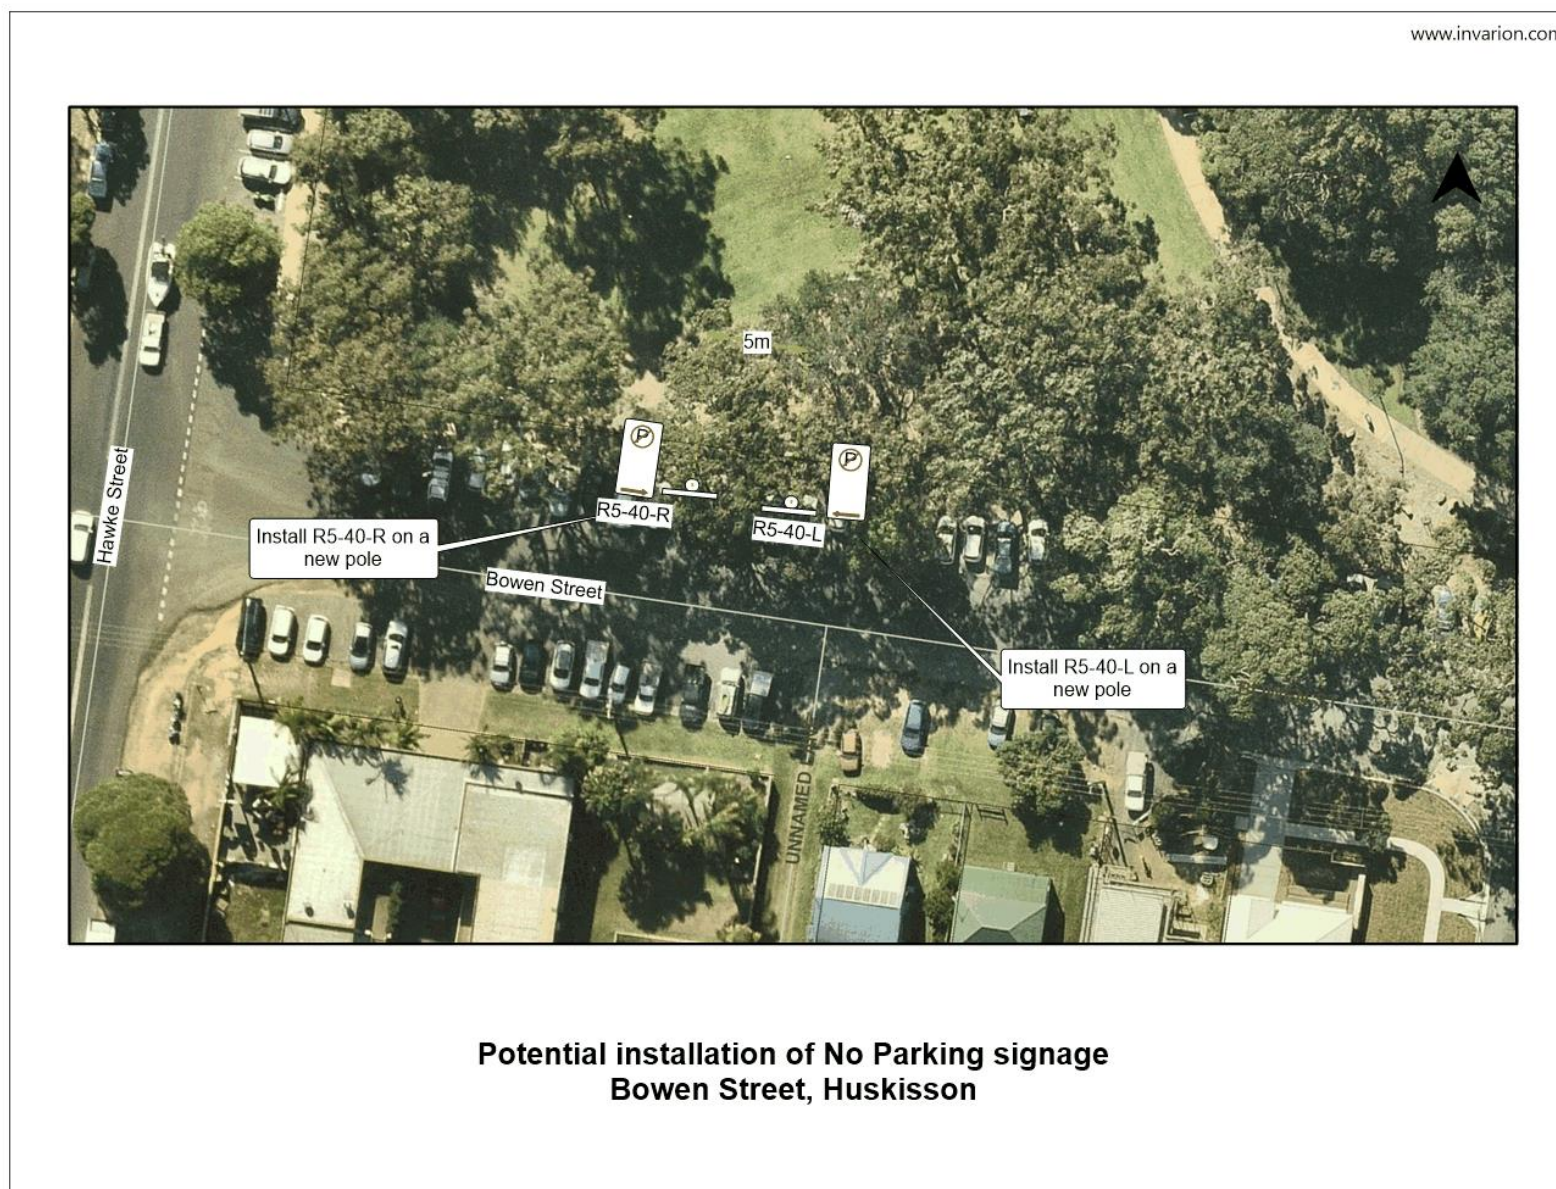 www.invarion.com
5m
P
P
R5-40-R
R5-40-L
Install R5-40-R on a
new pole
Hawke Street
Bowen Street
Install R5-40-L on a
new pole
UNNAMED
Potential installation of No Parking signage
Bowen Street, Huskisson